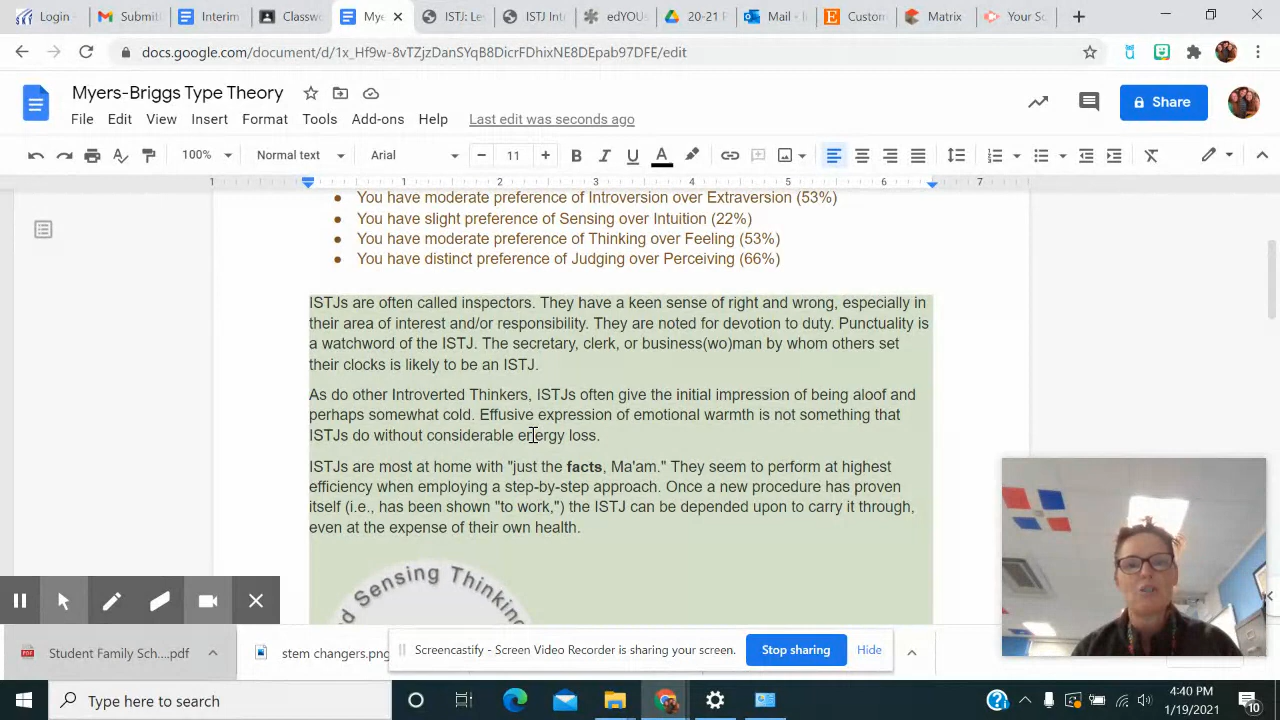 Login -
Submitt
Interim
Classwo
Mye
ISTJ: Le
ISTJ Int
edYOU
20-21 P
Mail - l
Custom
Matrix
Your Sc
docs.google.com/document/d/1x_Hf9w-8vTZjzDanSYqB8DicrFDhixNE8DEpab97DFE/edit
Myers-Briggs Type Theory
Share
File Edit View Insert Format Tools Add-ons Help Last edit was seconds ago
100% Normal text Arial 11 B I U A
1 1 2 3 4 5 6 7
You have moderate preference of Introversion over Extraversion (53%)
You have slight preference of Sensing over Intuition (22%)
You have moderate preference of Thinking over Feeling (53%)
You have distinct preference of Judging over Perceiving (66%)
ISTJs are often called inspectors. They have a keen sense of right and wrong, especially in
their area of interest and/or responsibility. They are noted for devotion to duty. Punctuality is
a watchword of the ISTJ. The secretary, clerk, or business(wo)man by whom others set
their clocks is likely to be an ISTJ.
As do other Introverted Thinkers, ISTJs often give the initial impression of being aloof and
perhaps somewhat cold. Effusive expression of emotional warmth is not something that
ISTJs do without considerable energy loss.
ISTJs are most at home with "just the facts, Ma'am." They seem to perform at highest
efficiency when employing a step-by-step approach. Once a new procedure has proven
itself (i.e., has been shown "to work,") the ISTJ can be depended upon to carry it through,
even at the expense of their own health.
d Sensing Thinking
Student Family Sch....pdf
stem changers.png
Screencastify - Screen Video Recorder is sharing your screen.
Stop sharing
Hide
Type here to search
4:40 PM
1/19/2021
10